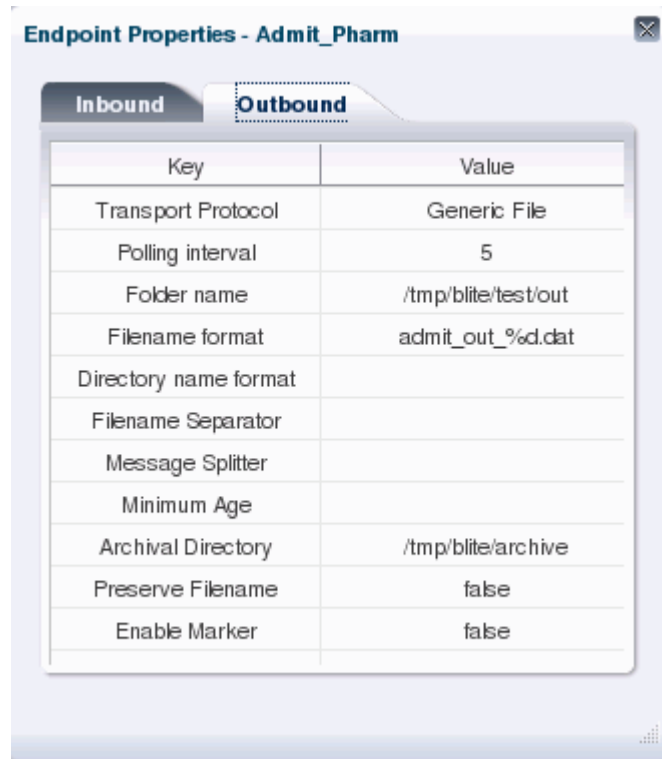 Endpoint Properties - Admit_Pharm
Inbound Outbound
Key Value
Transport Protocol Generic File
Polling interval 5
Folder name /tmp/blite/test/out
Filename format admit_out_%d.dat
Directory name format
Filename Separator
Message Splitter
Minimum Age
Archival Directory /tmp/blite/archive
Preserve Filename false
Enable Marker false